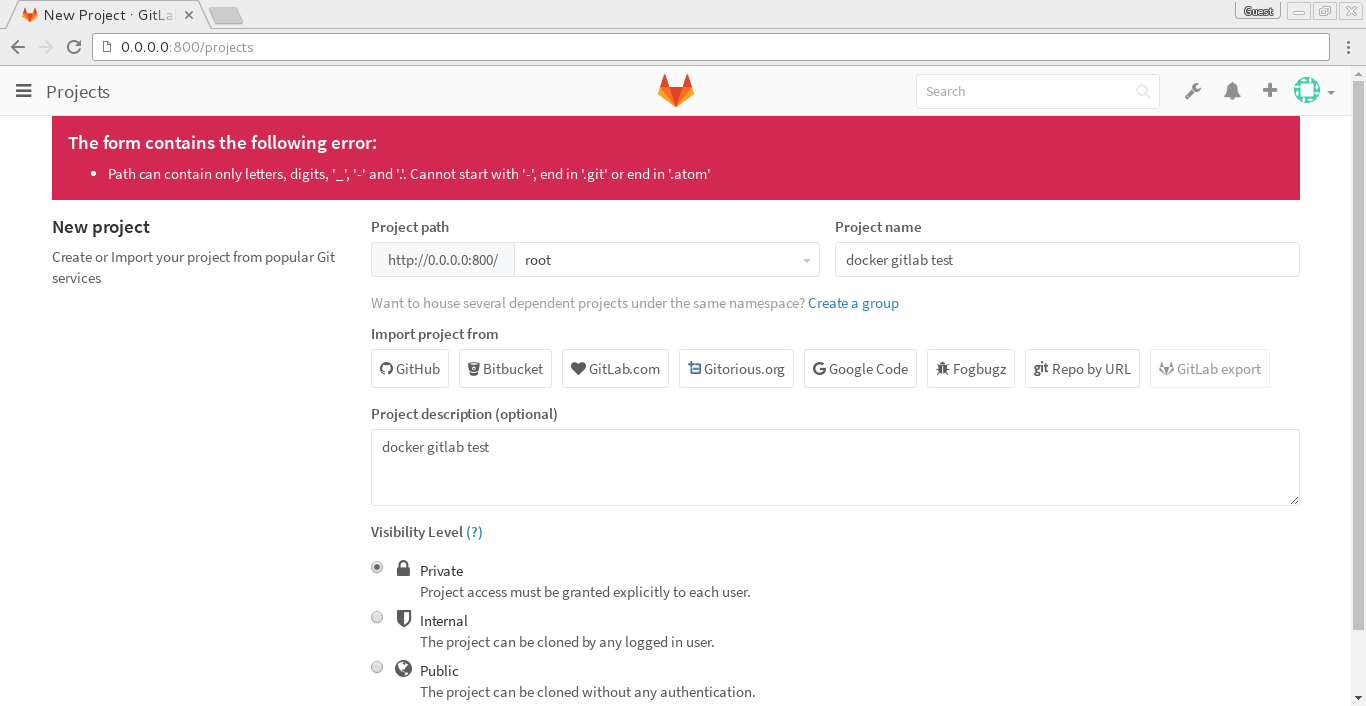 New Project · GitLa
Guest
0.0.0.0:800/projects
Projects
Search
The form contains the following error:
• Path can contain only letters, digits, '_', '-' and '.'. Cannot start with '-', end in '.git' or end in '.atom'
New project
Create or Import your project from popular Git
services
Project path
Project name
http://0.0.0.0:800/
root
docker gitlab test
Want to house several dependent projects under the same namespace? Create a group
Import project from
GitHub
Bitbucket
GitLab.com
Gitorious.org
Google Code
Fogbugz
git Repo by URL
GitLab export
Project description (optional)
docker gitlab test
Visibility Level (?)
Private
Project access must be granted explicitly to each user.
Internal
The project can be cloned by any logged in user.
Public
The project can be cloned without any authentication.